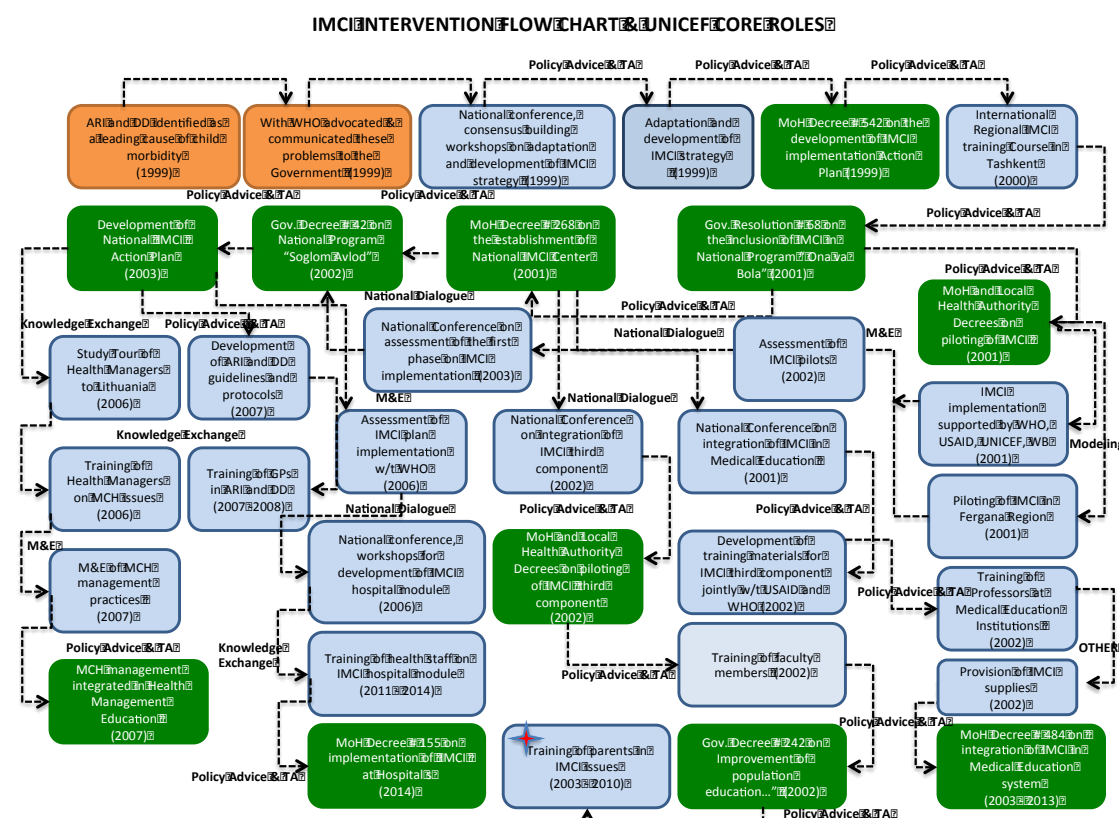 IMCI INTERVENTION FLOW CHART & UNICEF CORE ROLES
Policy Advice & TA
Policy Advice & TA
Policy Advice & TA
ARI and DD identified as
a leading cause of child
morbidity
(1999)
With WHO advocated &
communicated these
problems to the
Government (1999)
National conference,
consensus building
workshops on adaptation
and development of IMCI
strategy (1999)
Adaptation and
development of
IMCI strategy
(1999)
MoH Decree # 542 on the
development of IMCI
implementation Action
Plan (1999)
International
Regional IMCI
training Course in
Tashkent
(2000)
Policy Advice & TA
Policy Advice & TA
Policy Advice & TA
Development of
National IMCI
Action Plan
(2003)
Gov. Decree # 42 on
National Program
"Soglom Avlod"
(2002)
MoH Decree # 268 on
the establishment of
National IMCI Center
(2001)
Gov. Resolution # 68 on
the inclusion of IMCI in
National Program "Ona va
Bola" (2001)
Policy Advice & TA
MoH and Local
Health Authority
Decrees on
piloting of IMCI
(2001)
National Dialogue
Policy Advice & TA
Knowledge Exchange
Policy Advice & TA
National Dialogue
M&E
Study Tour of
Health Managers
to Lithuania
(2006)
Development
of ARI and DD
guidelines and
protocols
(2007)
National Conference on
assessment of the first
phase on IMCI
implementation (2003)
Assessment of
IMCI pilots
(2002)
M&E
National Dialogue
IMCI
implementation
supported by WHO,
USAID, UNICEF, WB
(2001)
Modeling
Knowledge Exchange
Assessment of
IMCI plan
implementation
w/t WHO
(2006)
National Conference
on integration of
IMCI third
component
(2002)
National Conference on
integration of IMCI in
Medical Education
(2001)
Training of
Health Managers
on MCH issues
(2006)
Training of GPs
in ARI and DD
(2007-2008)
Piloting of IMCI in
Fergana Region
(2001)
National Dialogue
Policy Advice & TA
Policy Advice & TA
M&E
M&E of MCH
management
practices
(2007)
National conference,
workshops for
development of IMCI
hospital module
(2006)
MoH and Local
Health Authority
Decrees on piloting
of IMCI third
component
(2002)
Development of
training materials for
IMCI third component
jointly w/t USAID and
WHO (2002)
Policy Advice & TA
Training of
Professors at
Medical Education
Institutions
(2002)
Policy Advice & TA
Knowledge
Exchange
OTHER
MCH management
integrated in Health
Management
Education
(2007)
Training of health staff on
IMCI hospital module
(2011-2014)
Policy Advice & TA
Training of faculty
members (2002)
Provision of IMCI
supplies
(2002)
Policy Advice & TA
Policy Advice & TA
MoH Decree # 155 on
implementation of IMCI
at Hospitals
(2014)
Training of parents in
IMCI issues
(2003-2010)
Gov. Decree # 242 on
Improvement of
population
education..." (2002)
MoH Decree # 484 on
integration of IMCI in
Medical Education
system
(2003-2013)
Policy Advice & TA